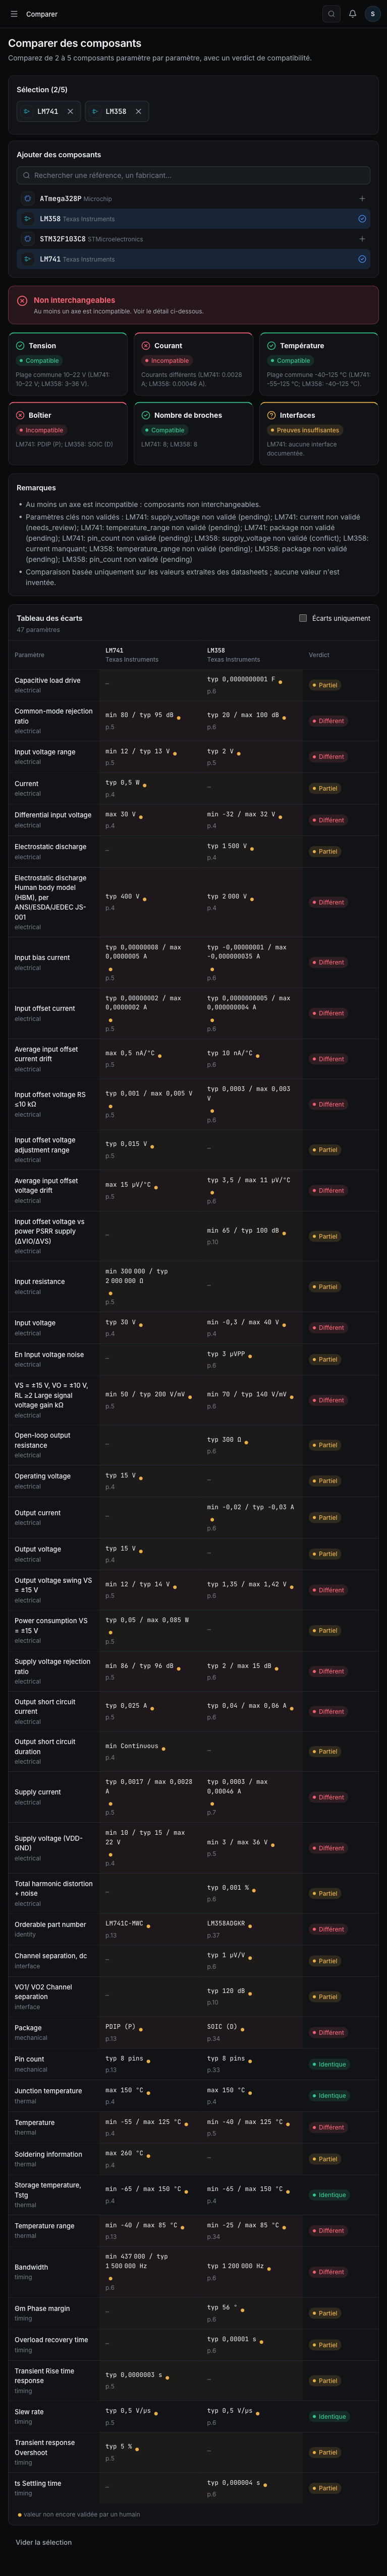 Comparer
S
Comparer des composants
Comparez de 2 à 5 composants paramètre par paramètre, avec un verdict de compatibilité.
Sélection (2/5)
LM741
LM358
Ajouter des composants
Rechercher une référence, un fabricant...
ATmega328P Microchip
LM358 Texas Instruments
STM32F103C8 STMicroelectronics
LM741 Texas Instruments
Non interchangeables
Au moins un axe est incompatible. Voir le détail ci-dessous.
Tension
Compatible
Plage commune 10–22 V (LM741:
10–22 V; LM358: 3–36 V).
Courant
Incompatible
Courants différents (LM741: 0.0028
A; LM358: 0.00046 A).
Température
Compatible
Plage commune -40–125 °C (LM741:
-55–125 °C; LM358: -40–125 °C).
Boîtier
Incompatible
LM741: PDIP (P); LM358: SOIC (D)
Nombre de broches
Compatible
LM741: 8; LM358: 8
Interfaces
Preuves insuffisantes
LM741: aucune interface
documentée.
Remarques
• Au moins un axe est incompatible : composants non interchangeables.
• Paramètres clés non validés : LM741: supply_voltage non validé (pending); LM741: current non validé
(needs_review); LM741: temperature_range non validé (pending); LM741: package non validé
(pending); LM741: pin_count non validé (pending); LM358: supply_voltage non validé (conflict); LM358:
current manquant; LM358: temperature_range non validé (pending); LM358: package non validé
(pending); LM358: pin_count non validé (pending)
• Comparaison basée uniquement sur les valeurs extraites des datasheets ; aucune valeur n'est
inventée.
Tableau des écarts
Écarts uniquement
47 paramètres
Paramètre
LM741
Texas Instruments
LM358
Texas Instruments
Verdict
Capacitive load drive
electrical
—
typ 0,0000000001 F
p.6
Partiel
Common-mode rejection
ratio
electrical
min 80 / typ 95 dB
p.5
typ 20 / max 100 dB
p.6
Différent
Input voltage range
electrical
min 12 / typ 13 V
p.5
typ 2 V
p.5
Différent
Current
electrical
typ 0,5 W
p.4
—
Partiel
Differential input voltage
electrical
max 30 V
p.4
min -32 / max 32 V
p.4
Différent
Electrostatic discharge
electrical
—
typ 1 500 V
p.4
Partiel
Electrostatic discharge
Human body model
(HBM), per
ANSI/ESDA/JEDEC JS-
001
electrical
typ 400 V
p.4
typ 2 000 V
p.4
Différent
Input bias current
electrical
typ 0,00000008 / max
0,0000005 A
p.5
typ -0,00000001 / max
-0,000000035 A
p.6
Différent
Input offset current
electrical
typ 0,00000002 / max
0,0000002 A
p.5
typ 0,0000000005 / max
0,000000004 A
p.6
Différent
Average input offset
current drift
electrical
max 0,5 nA/°C
p.5
typ 10 nA/°C
p.6
Différent
Input offset voltage RS
≤10 kΩ
electrical
typ 0,001 / max 0,005 V
p.5
typ 0,0003 / max 0,003
V
p.6
Différent
Input offset voltage
adjustment range
electrical
typ 0,015 V
p.5
—
Partiel
Average input offset
voltage drift
electrical
max 15 µV/°C
p.5
typ 3,5 / max 11 µV/°C
p.6
Différent
Input offset voltage vs
power PSRR supply
(ΔVIO/ΔVS)
electrical
—
min 65 / typ 100 dB
p.10
Partiel
Input resistance
electrical
min 300 000 / typ
2 000 000 Ω
p.5
—
Partiel
Input voltage
electrical
typ 30 V
p.4
min -0,3 / max 40 V
p.4
Différent
En Input voltage noise
electrical
—
typ 3 µVPP
p.6
Partiel
VS = ±15 V, VO = ±10 V,
RL ≥2 Large signal
voltage gain kΩ
electrical
min 50 / typ 200 V/mV
p.5
min 70 / typ 140 V/mV
p.6
Différent
Open-loop output
resistance
electrical
—
typ 300 Ω
p.6
Partiel
Operating voltage
electrical
typ 15 V
p.4
—
Partiel
Output current
electrical
—
min -0,02 / typ -0,03 A
p.6
Partiel
Output voltage
electrical
typ 15 V
p.4
—
Partiel
Output voltage swing VS
= ±15 V
electrical
min 12 / typ 14 V
p.5
typ 1,35 / max 1,42 V
p.6
Différent
Power consumption VS
= ±15 V
electrical
typ 0,05 / max 0,085 W
p.5
—
Partiel
Supply voltage rejection
ratio
electrical
min 86 / typ 96 dB
p.5
typ 2 / max 15 dB
p.6
Différent
Output short circuit
current
electrical
typ 0,025 A
p.5
typ 0,04 / max 0,06 A
p.6
Différent
Output short circuit
duration
electrical
min Continuous
p.4
—
Partiel
Supply current
electrical
typ 0,0017 / max 0,0028
A
p.5
typ 0,0003 / max
0,00046 A
p.7
Différent
Supply voltage (VDD-
GND)
electrical
min 10 / typ 15 / max
22 V
p.4
min 3 / max 36 V
p.5
Différent
Total harmonic distortion
+ noise
electrical
—
typ 0,001 %
p.6
Partiel
Orderable part number
identity
LM741C-MWC
p.13
LM358ADGKR
p.37
Différent
Channel separation, dc
interface
—
typ 1 µV/V
p.6
Partiel
VO1/ VO2 Channel
separation
interface
—
typ 120 dB
p.10
Partiel
Package
mechanical
PDIP (P)
p.13
SOIC (D)
p.34
Différent
Pin count
mechanical
typ 8 pins
p.13
typ 8 pins
p.33
Identique
Junction temperature
thermal
max 150 °C
p.4
max 150 °C
p.4
Identique
Temperature
thermal
min -55 / max 125 °C
p.4
min -40 / max 125 °C
p.5
Différent
Soldering information
thermal
max 260 °C
p.4
—
Partiel
Storage temperature,
Tstg
thermal
min -65 / max 150 °C
p.4
min -65 / max 150 °C
p.4
Identique
Temperature range
thermal
min -40 / max 85 °C
p.13
min -25 / max 85 °C
p.34
Différent
Bandwidth
timing
min 437 000 / typ
1 500 000 Hz
p.6
typ 1 200 000 Hz
p.6
Différent
Θm Phase margin
timing
—
typ 56 °
p.6
Partiel
Overload recovery time
timing
—
typ 0,00001 s
p.6
Partiel
Transient Rise time
response
timing
typ 0,0000003 s
p.5
—
Partiel
Slew rate
timing
typ 0,5 V/µs
p.5
typ 0,5 V/µs
p.6
Identique
Transient response
Overshoot
timing
typ 5 %
p.5
—
Partiel
ts Settling time
timing
—
typ 0,000004 s
p.6
Partiel
valeur non encore validée par un humain
Vider la sélection